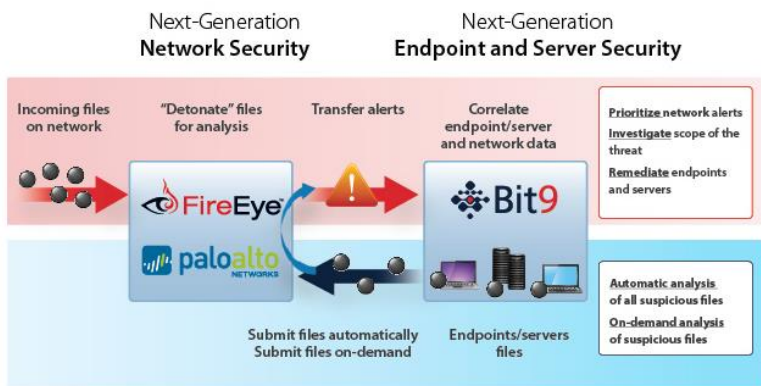 Next-Generation
Network Security
Next-Generation
Endpoint and Server Security
Incoming files
on network
"Detonate" files
for analysis
Transfer alerts
Correlate
endpoint/server
and network data
Prioritize network alerts
Investigate scope of the
threat
Remediate endpoints
and servers
FireEye™
paloalto
NETWORKS
Bit9
Submit files automatically
Submit files on-demand
Endpoints/servers
files
Automatic analysis
of all suspicious files
On-demand analysis
of suspicious files